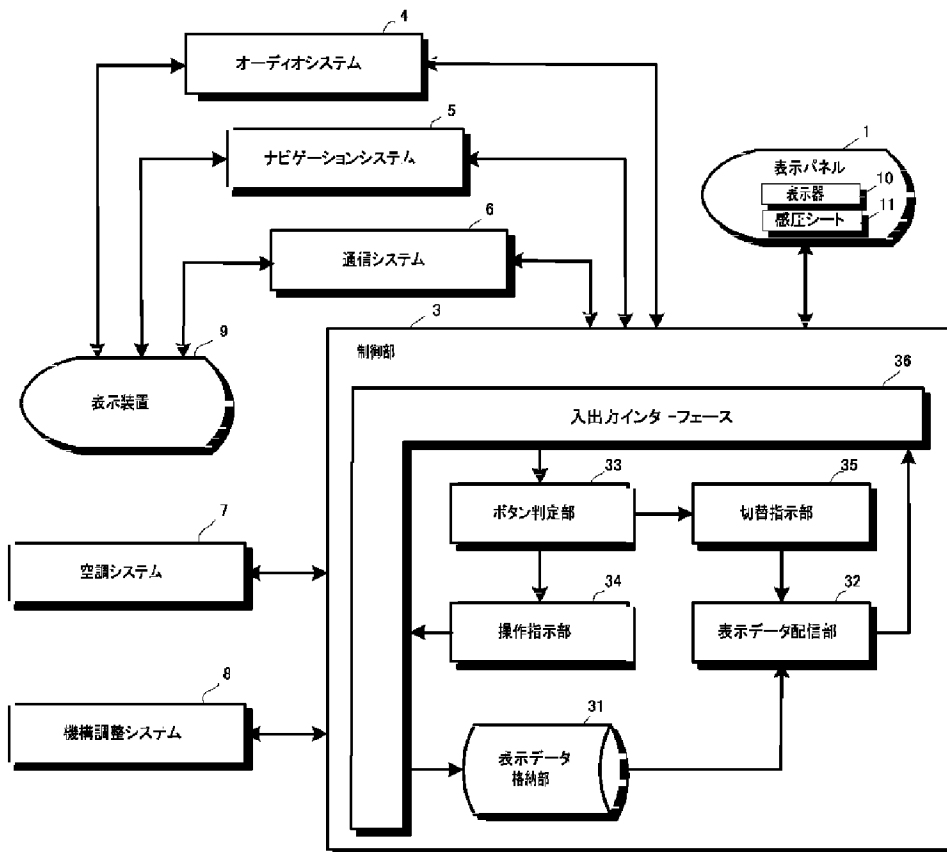 4
オーディオシステム
5
ナビゲーションシステム
1
表示パネル
表示器
10
感圧シート
11
6
通信システム
3
制御部
9
表示装置
36
入出力インターフェース
33
ボタン判定部
35
切替指示部
7
空調システム
34
操作指示部
32
表示データ配信部
8
機構調整システム
31
表示データ
格納部